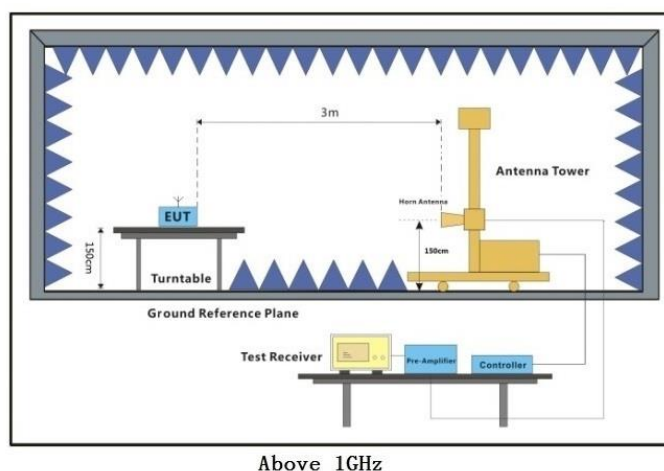 3m
Antenna Tower
Horn Antenna
EUT
150cm
150cm
Turntable
Ground Reference Plane
Test Receiver
Pre-Amplifier
Controller
Above 1GHz